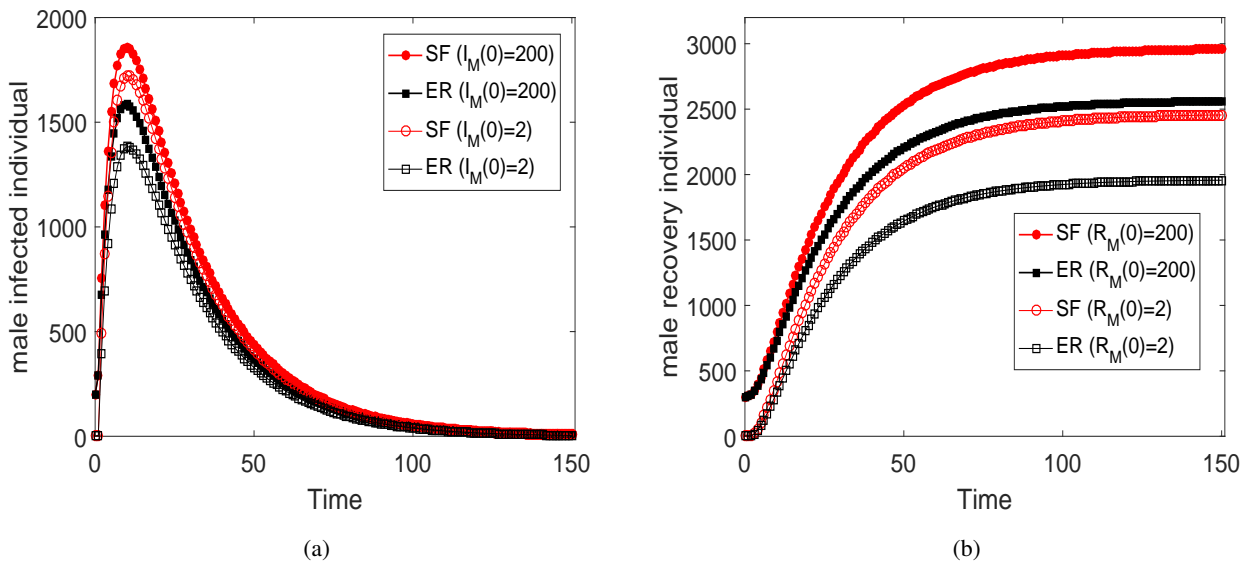 2000
1500
1000
500
0
male infected individual
SF (I_M(0)=200)
ER (I_M(0)=200)
SF (I_M(0)=2)
ER (I_M(0)=2)
0
50
100
150
Time
(a)
3000
2500
2000
1500
1000
500
0
male recovery individual
SF (R_M(0)=200)
ER (R_M(0)=200)
SF (R_M(0)=2)
ER (R_M(0)=2)
0
50
100
150
Time
(b)